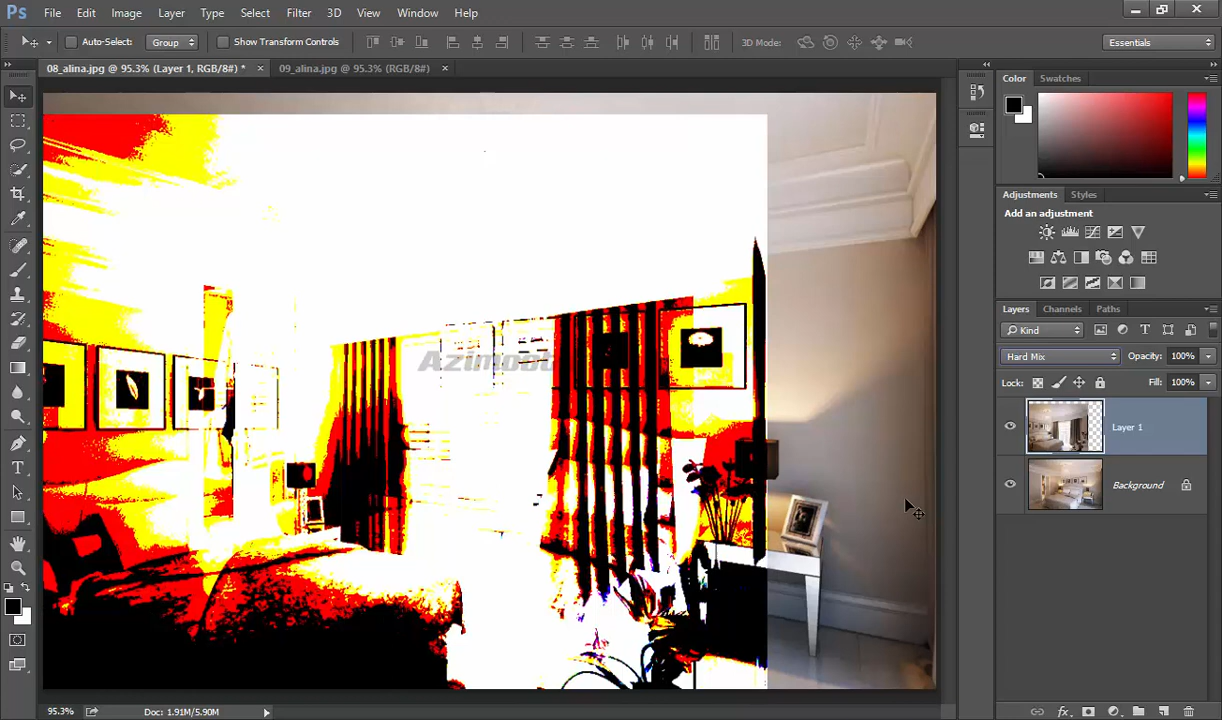 Ps File Edit Image Layer Type Select Filter 3D View Window Help
Auto-Select: Group Show Transform Controls 3D Mode: Essentials
08_alina.jpg @ 95.3% (Layer 1, RGB/8#) * × 09_alina.jpg @ 95.3% (RGB/8#) ×
Color Swatches
Adjustments Styles
Add an adjustment
Layers Channels Paths
Kind
Hard Mix Opacity: 100%
Lock: Fill: 100%
Azimoot
Layer 1
Background
95.3% Doc: 1.91M/5.90M